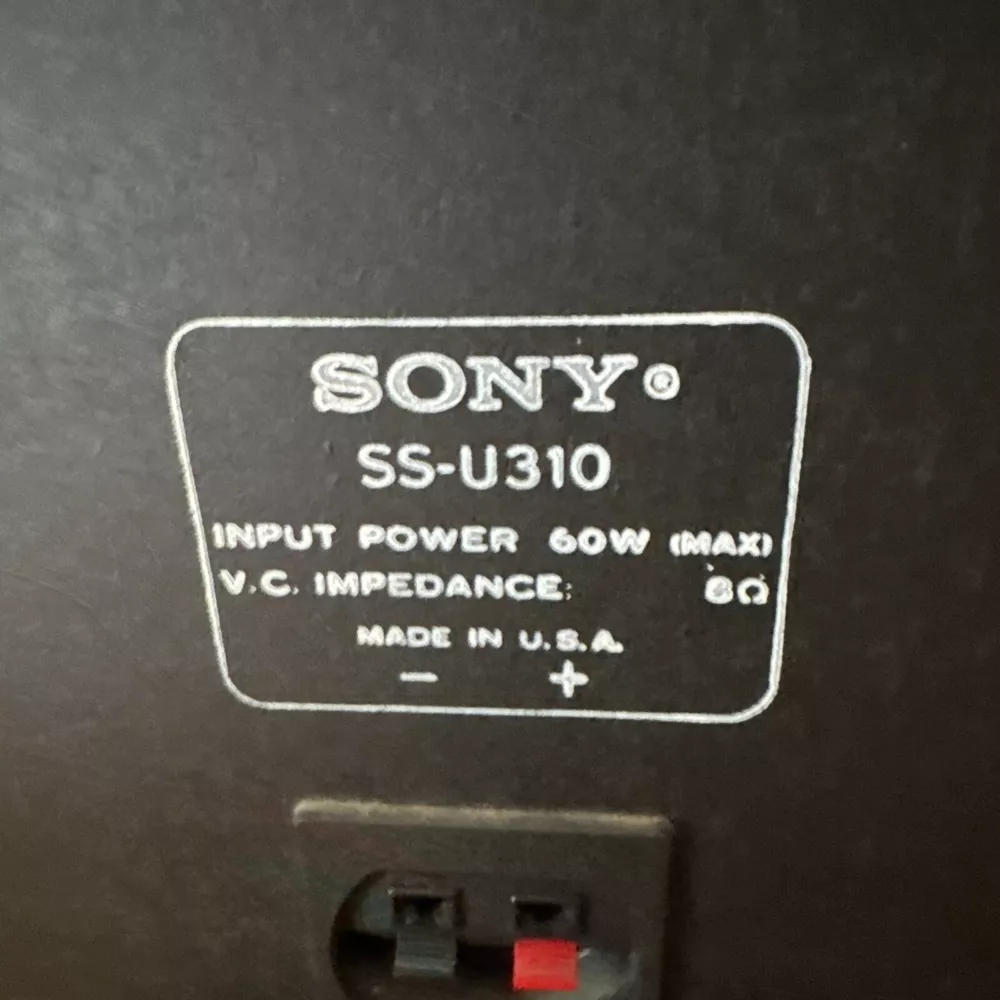 SONY®
SS-U310
INPUT POWER 60W (MAX)
V.C. IMPEDANCE: 8Ω
MADE IN U.S.A.
− +